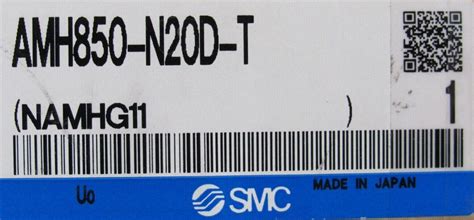 AMH850-N20D-T
(NAMHG11 )
1
Uo
SMC
MADE IN JAPAN